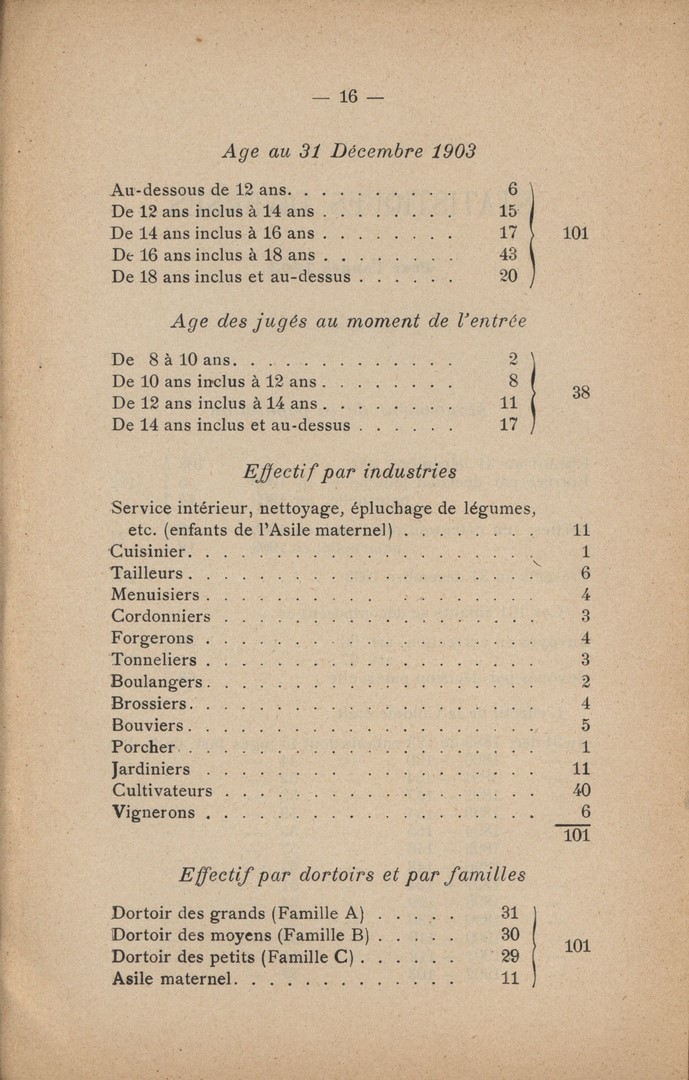 — 16 —
Age au 31 Décembre 1903
Au-dessous de 12 ans. . . . . . . . . . 6
De 12 ans inclus à 14 ans . . . . . . . . 15
De 14 ans inclus à 16 ans . . . . . . . . 17 101
De 16 ans inclus à 18 ans . . . . . . . . 43
De 18 ans inclus et au-dessus . . . . . . 20
Age des jugés au moment de l'entrée
De 8 à 10 ans. . . . . . . . . . . . . 2
De 10 ans inclus à 12 ans . . . . . . . . 8
38
De 12 ans inclus à 14 ans . . . . . . . . 11
De 14 ans inclus et au-dessus . . . . . . 17
Effectif par industries
Service intérieur, nettoyage, épluchage de légumes,
etc. (enfants de l'Asile maternel) . . . . . . . . 11
Cuisinier. . . . . . . . . . . . . . . . . . . 1
Tailleurs . . . . . . . . . . . . . . . . . . . 6
Menuisiers . . . . . . . . . . . . . . . . . . 4
Cordonniers . . . . . . . . . . . . . . . . . 3
Forgerons . . . . . . . . . . . . . . . . . . 4
Tonneliers . . . . . . . . . . . . . . . . . . 3
Boulangers . . . . . . . . . . . . . . . . . . 2
Brossiers. . . . . . . . . . . . . . . . . . . 4
Bouviers . . . . . . . . . . . . . . . . . . . 5
Porcher . . . . . . . . . . . . . . . . . . . 1
Jardiniers . . . . . . . . . . . . . . . . . . 11
Cultivateurs . . . . . . . . . . . . . . . . . 40
Vignerons . . . . . . . . . . . . . . . . . . 6
101
Effectif par dortoirs et par familles
Dortoir des grands (Famille A) . . . . . 31
Dortoir des moyens (Famille B) . . . . . 30
101
Dortoir des petits (Famille C) . . . . . . 29
Asile maternel. . . . . . . . . . . . . 11